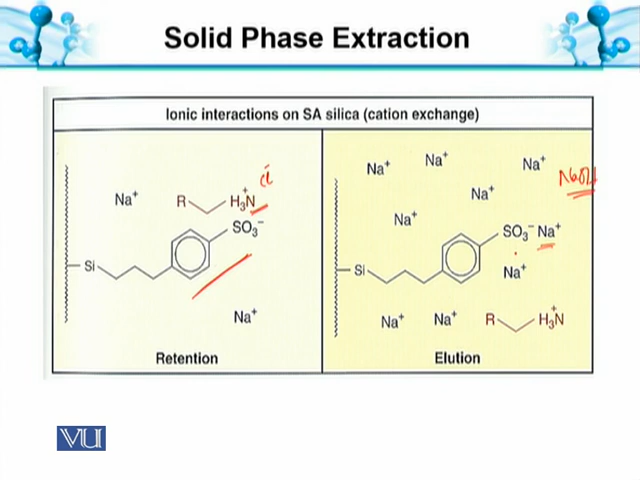 Solid Phase Extraction
Ionic interactions on SA silica (cation exchange)
Na⁺
R H₃N⁺
SO₃⁻
Si
Na⁺
Retention
Na⁺ Na⁺ Na⁺
NaOH
Na⁺
Na⁺
SO₃⁻ Na⁺
Si
Na⁺
Na⁺ Na⁺ R H₃N⁺
Elution
VU